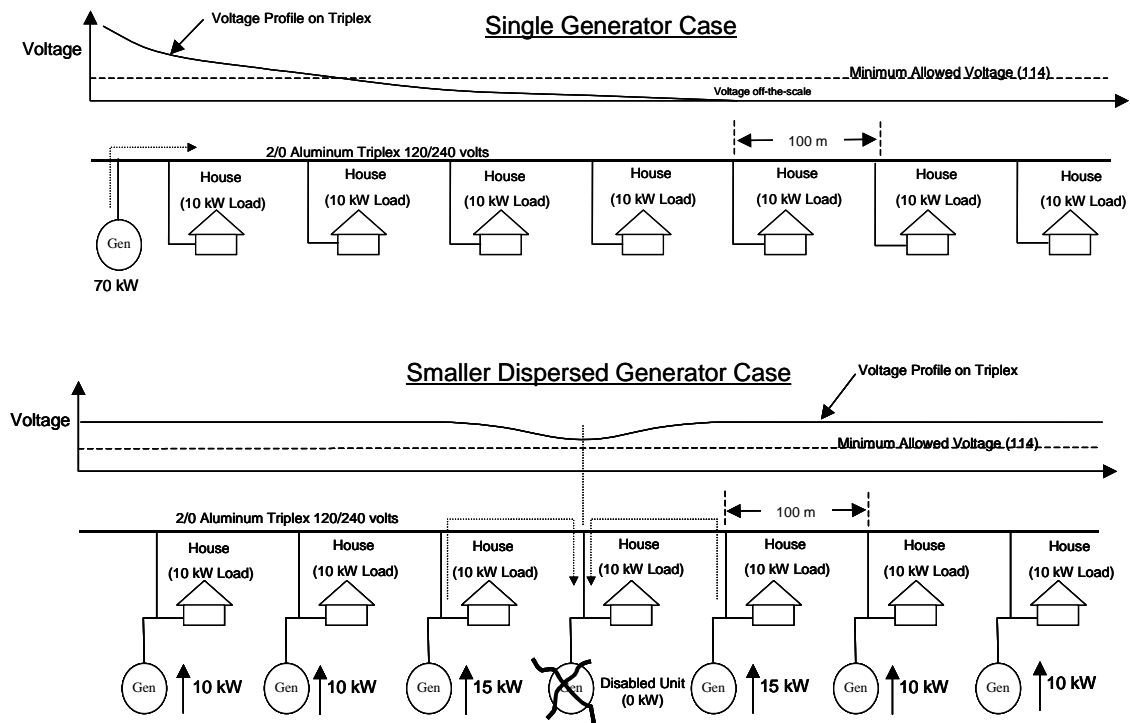 Single Generator Case
Voltage Profile on Triplex
Voltage
Minimum Allowed Voltage (114)
Voltage off-the-scale
100 m
2/0 Aluminum Triplex 120/240 volts
House
(10 kW Load)
House
(10 kW Load)
House
(10 kW Load)
House
(10 kW Load)
House
(10 kW Load)
House
(10 kW Load)
House
(10 kW Load)
Gen
70 kW
Smaller Dispersed Generator Case
Voltage Profile on Triplex
Voltage
Minimum Allowed Voltage (114)
100 m
2/0 Aluminum Triplex 120/240 volts
House
(10 kW Load)
House
(10 kW Load)
House
(10 kW Load)
House
(10 kW Load)
House
(10 kW Load)
House
(10 kW Load)
House
(10 kW Load)
Gen
10 kW
Gen
10 kW
Gen
15 kW
Gen
Disabled Unit
(0 kW)
Gen
15 kW
Gen
10 kW
Gen
10 kW